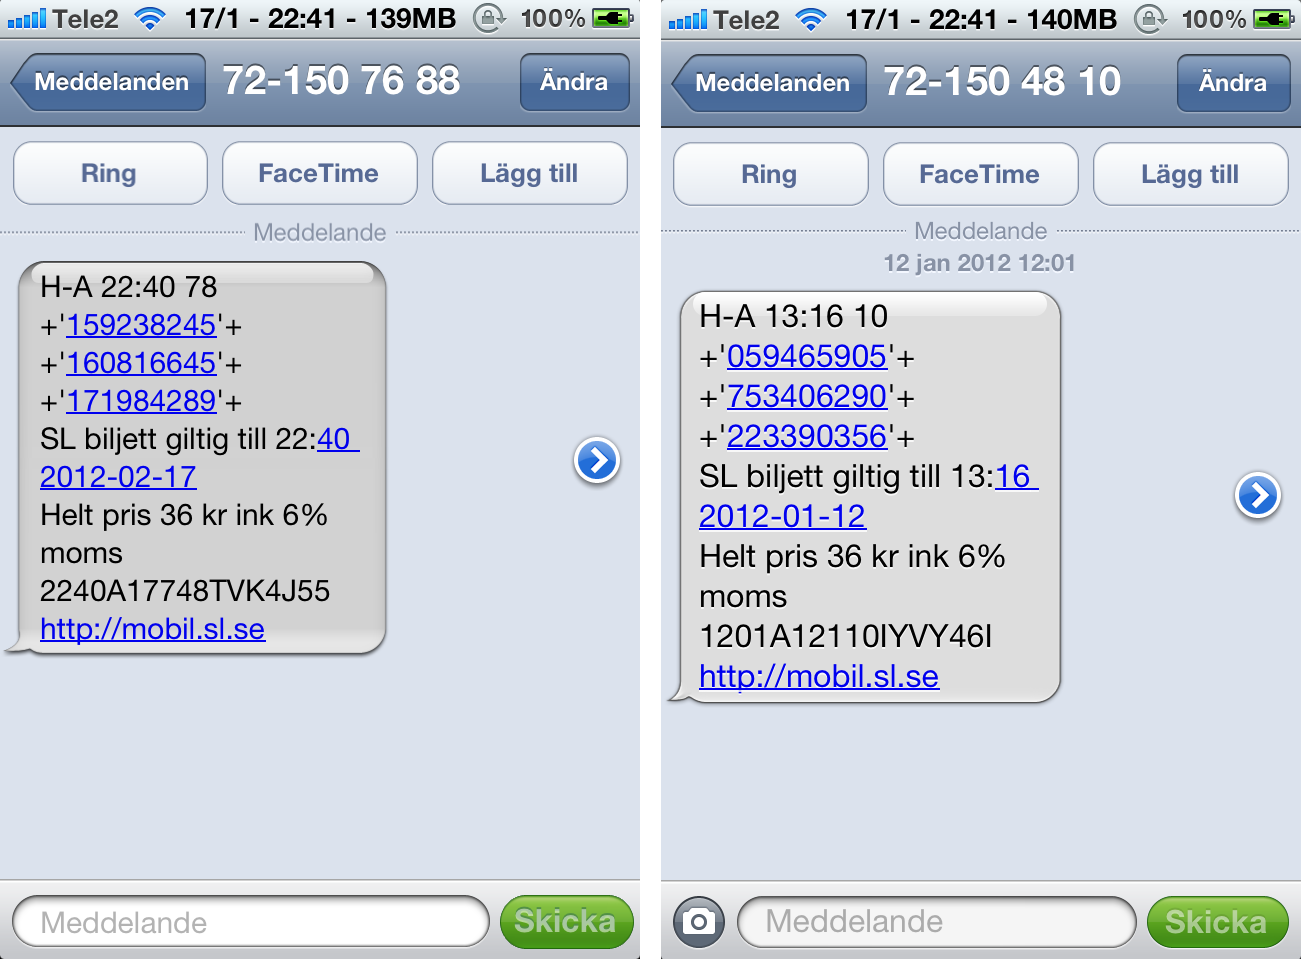 Tele2 17/1 - 22:41 - 139MB 100%
Meddelanden 72-150 76 88 Ändra
Ring FaceTime Lägg till
Meddelande
H-A 22:40 78
+'159238245'+
+'160816645'+
+'171984289'+
SL biljett giltig till 22:40
2012-02-17
Helt pris 36 kr ink 6%
moms
2240A17748TVK4J55
http://mobil.sl.se
Meddelande Skicka
Tele2 17/1 - 22:41 - 140MB 100%
Meddelanden 72-150 48 10 Ändra
Ring FaceTime Lägg till
Meddelande
12 jan 2012 12:01
H-A 13:16 10
+'059465905'+
+'753406290'+
+'223390356'+
SL biljett giltig till 13:16
2012-01-12
Helt pris 36 kr ink 6%
moms
1201A12110IYVY46I
http://mobil.sl.se
Meddelande Skicka